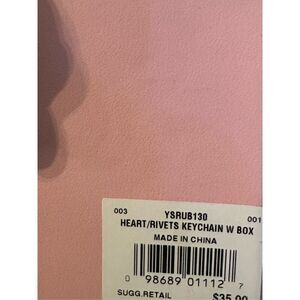 003 YSRUB130 001
HEART/RIVETS KEYCHAIN W BOX
MADE IN CHINA
0 98689 01112 7
SUGG.RETAIL $35.00